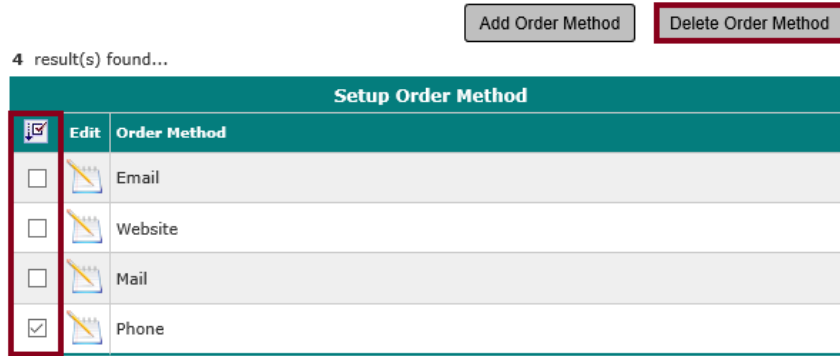 Add Order Method Delete Order Method
4 result(s) found...
Setup Order Method
Edit Order Method
Email
Website
Mail
Phone